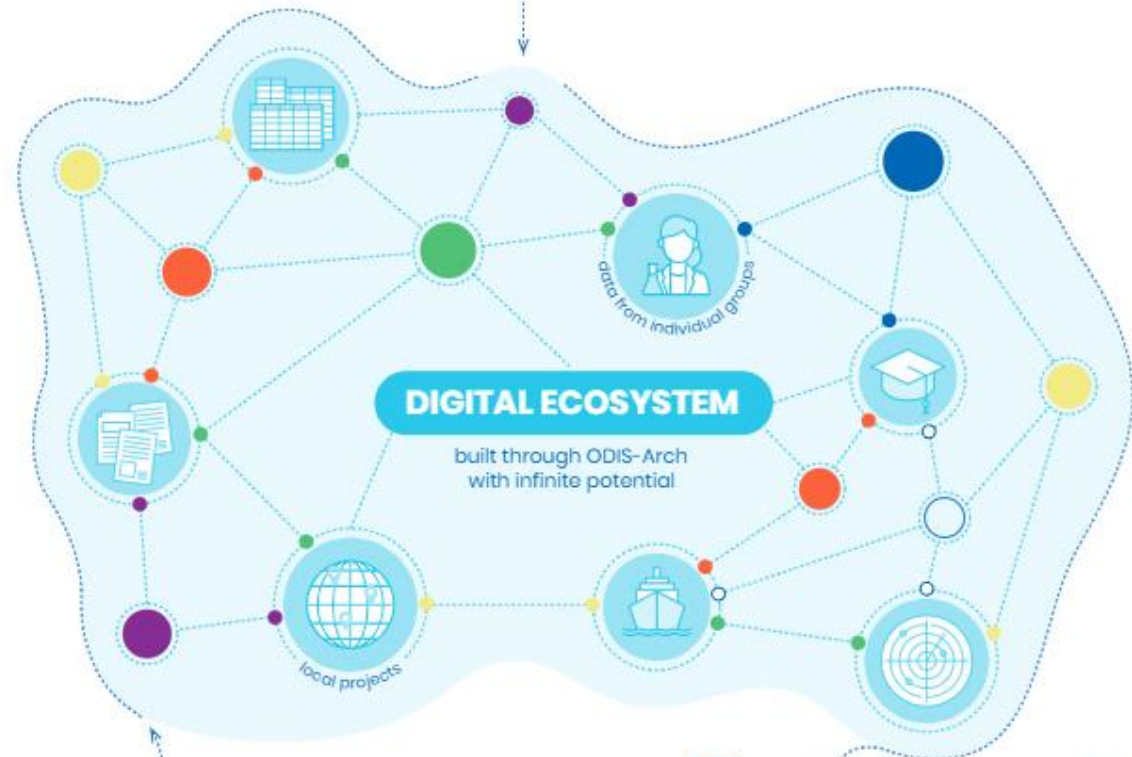 data from individual groups
DIGITAL ECOSYSTEM
built through ODIS-Arch
with infinite potential
local projects